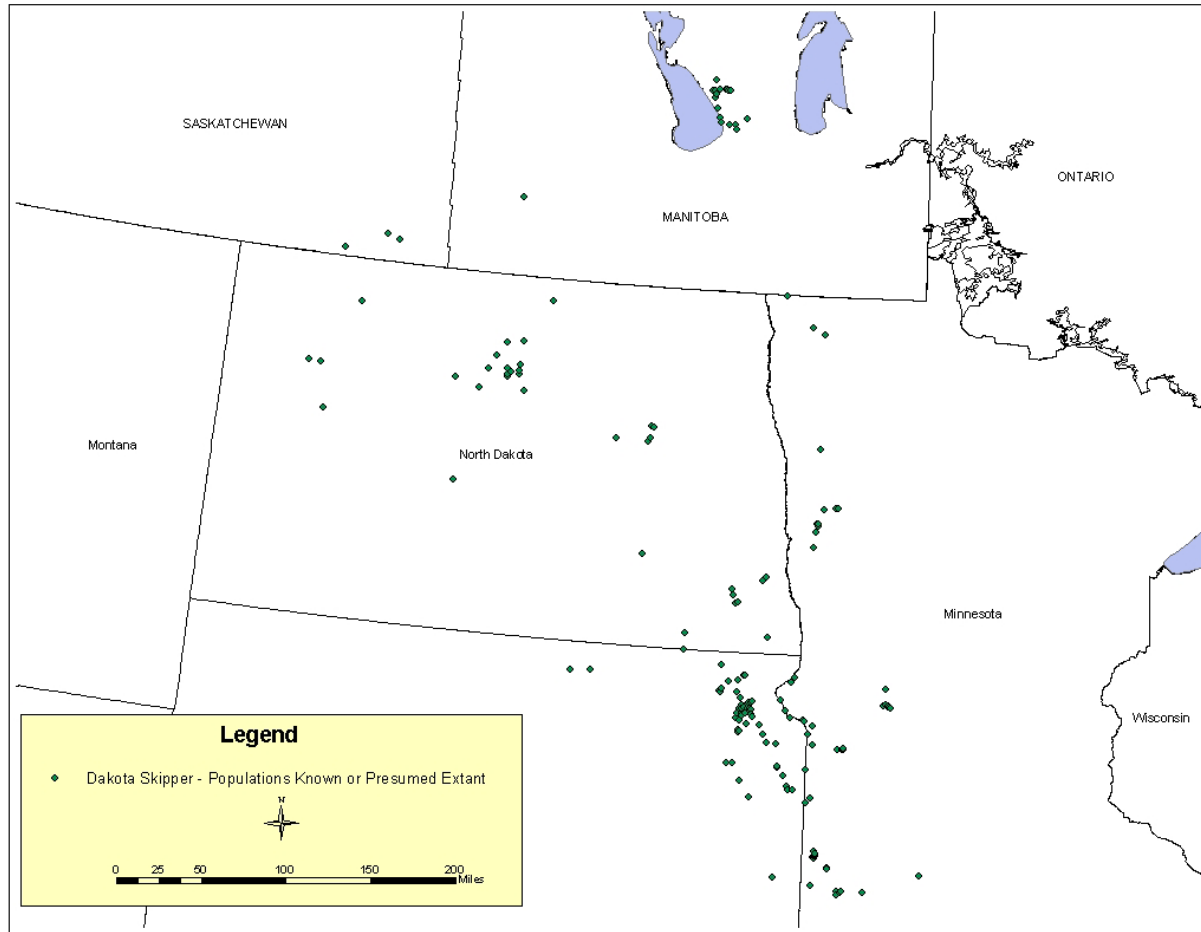 SASKATCHEWAN
ONTARIO
MANITOBA
Montana
North Dakota
Minnesota
Wisconsin
Legend
Dakota Skipper - Populations Known or Presumed Extant
N
0 25 50 100 150 200
Miles